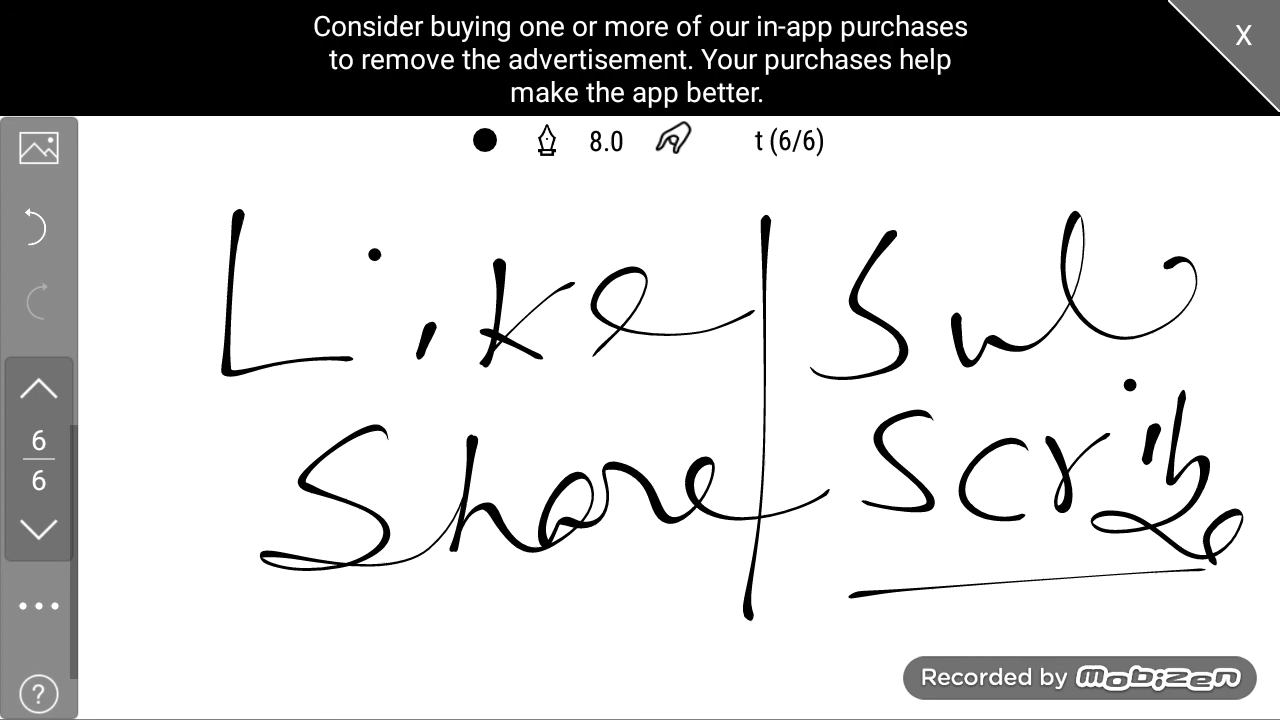 Consider buying one or more of our in-app purchases
to remove the advertisement. Your purchases help
make the app better.
X
8.0
t (6/6)
Like
Share
Sub
Scribe
6
6
?
Recorded by mobizen